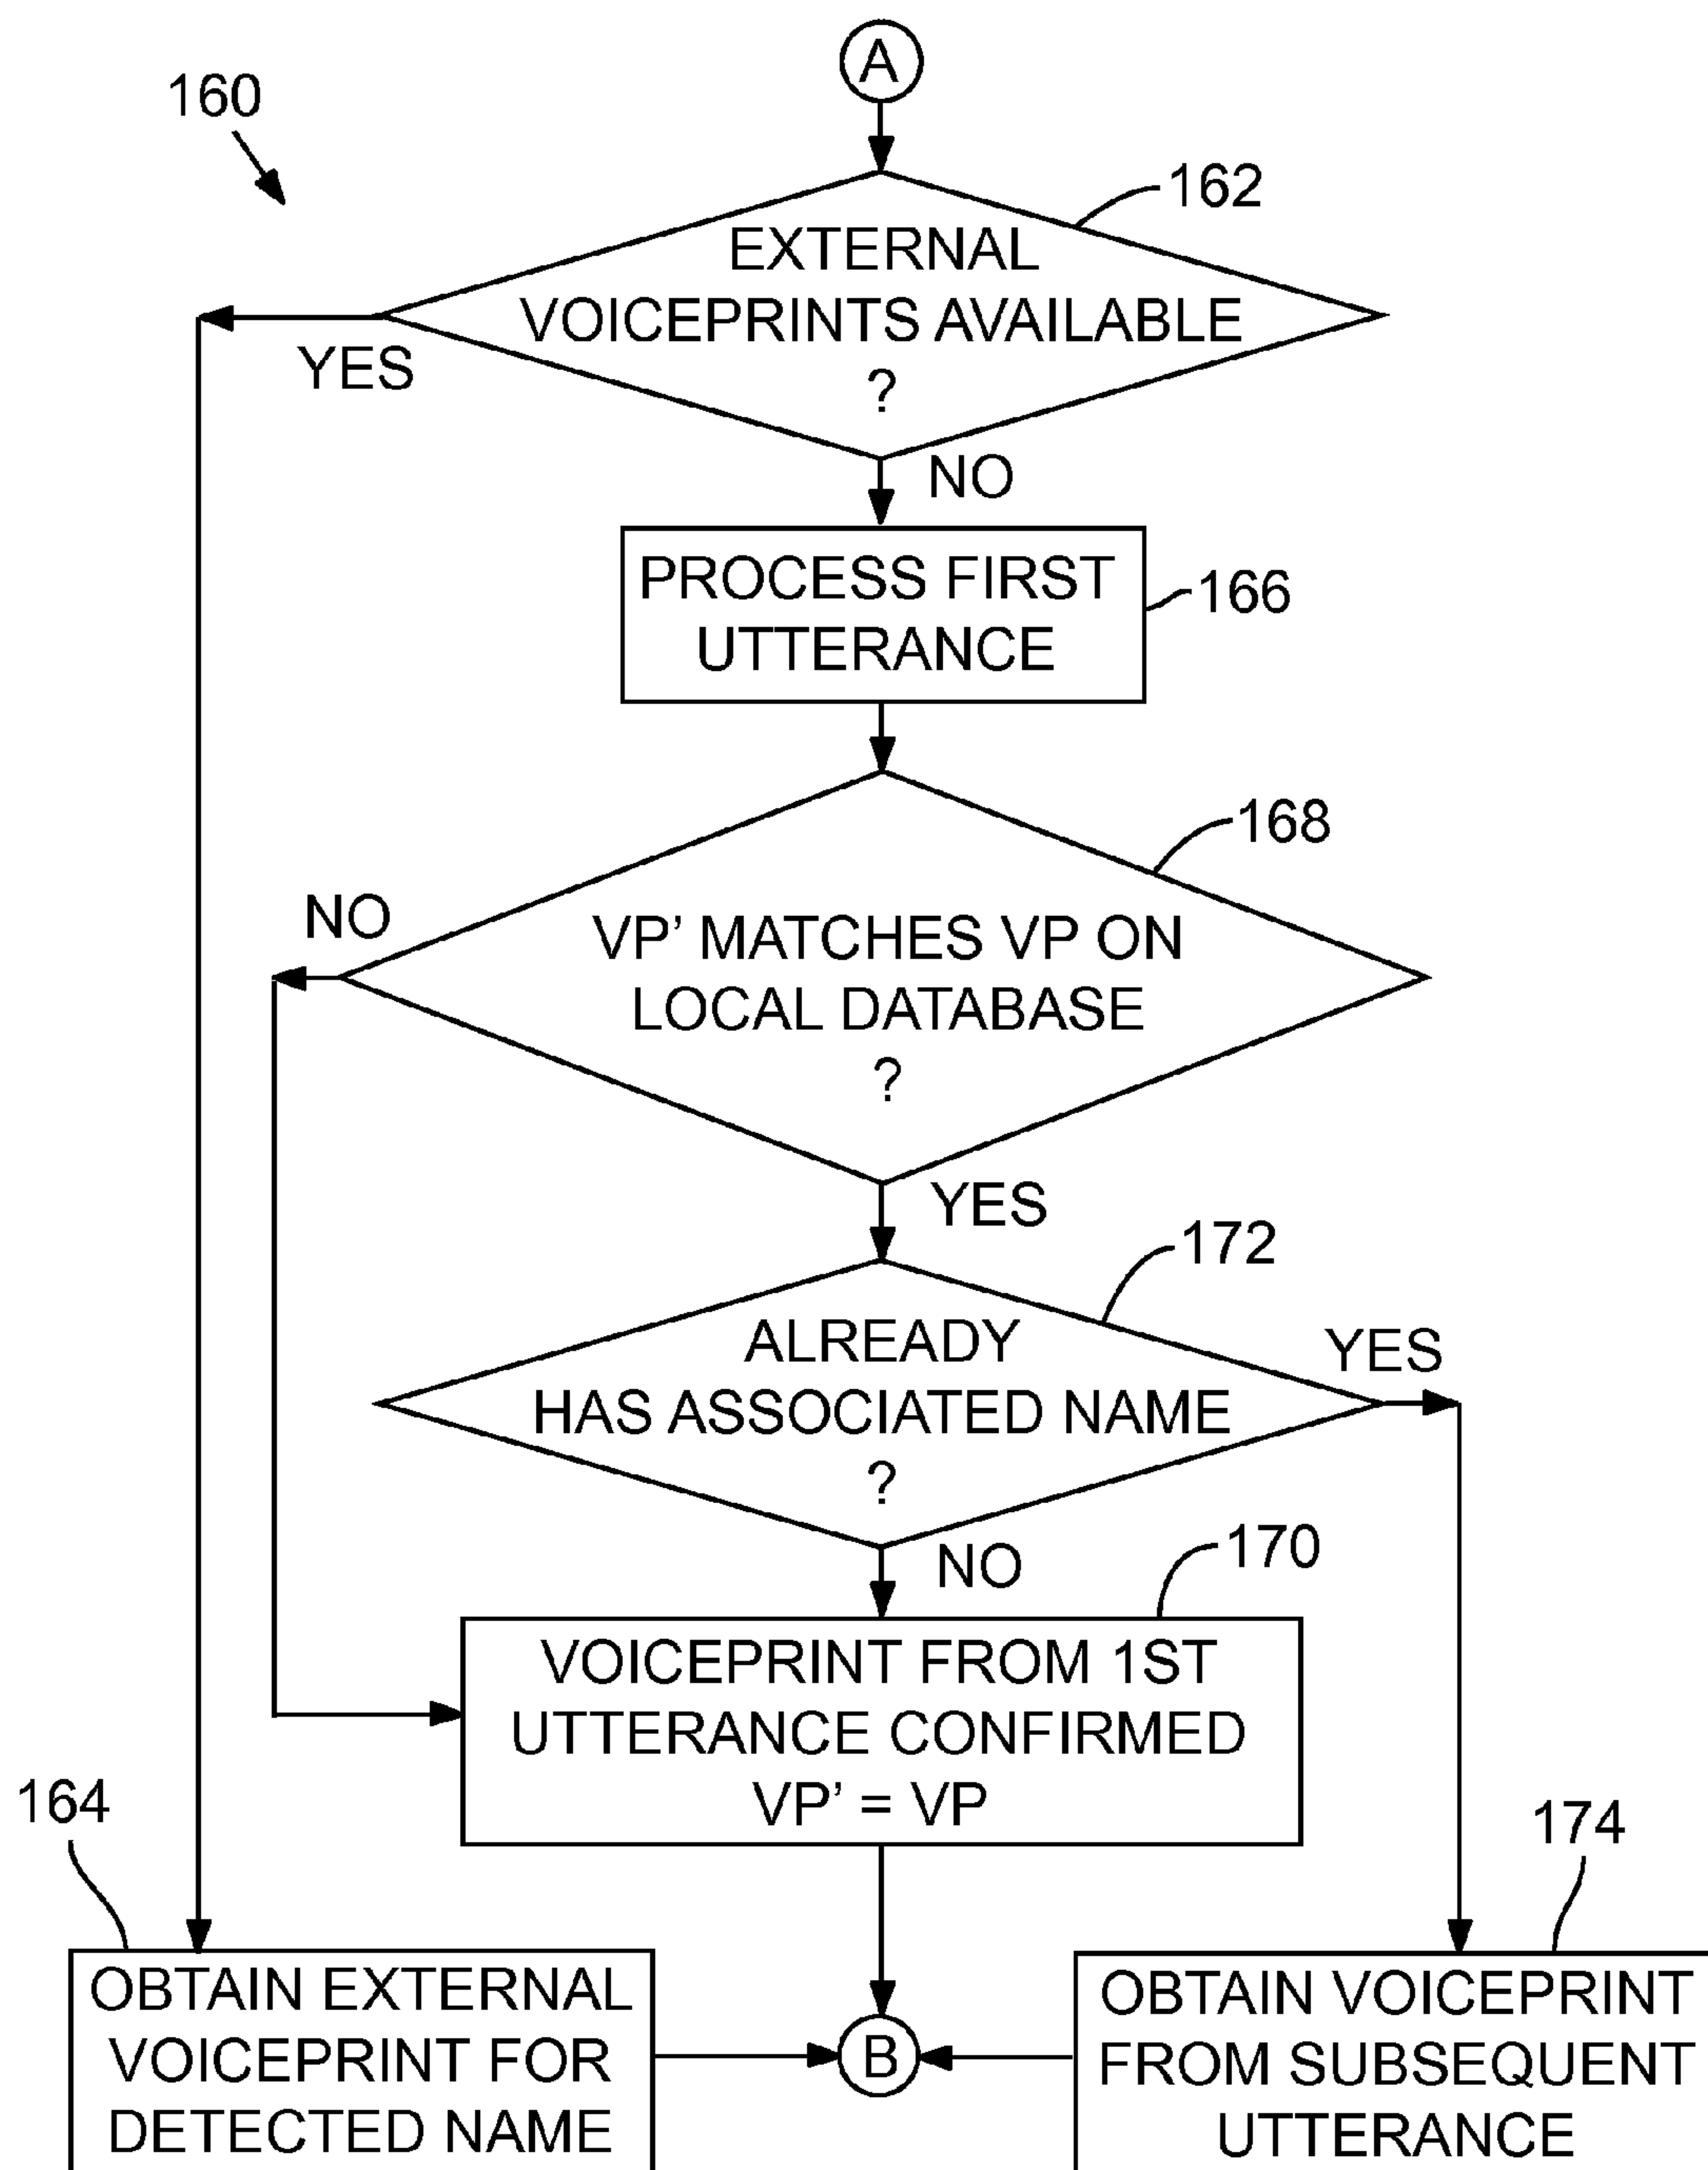 A
160
162
EXTERNAL
VOICEPRINTS AVAILABLE
?
YES
NO
PROCESS FIRST
UTTERANCE
166
168
NO
VP’ MATCHES VP ON
LOCAL DATABASE
?
YES
172
ALREADY
HAS ASSOCIATED NAME
?
YES
NO
170
VOICEPRINT FROM 1ST
UTTERANCE CONFIRMED
VP’ = VP
164
174
OBTAIN EXTERNAL
VOICEPRINT FOR
DETECTED NAME
B
OBTAIN VOICEPRINT
FROM SUBSEQUENT
UTTERANCE